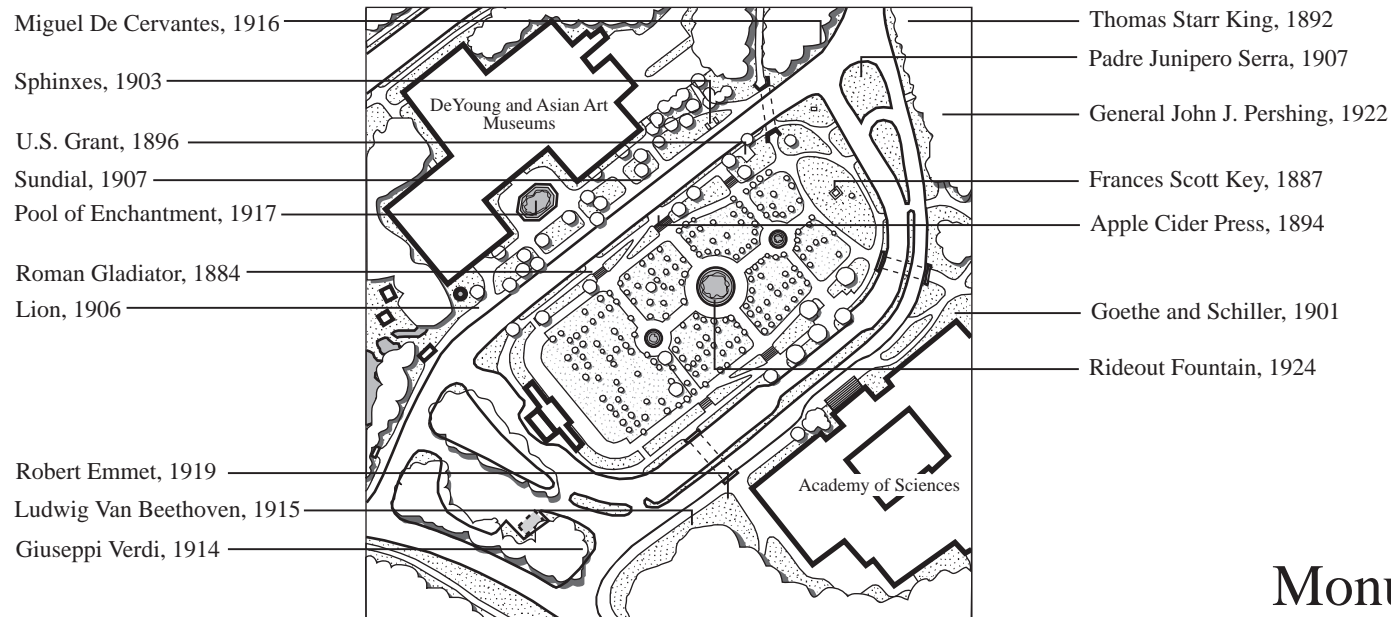 Miguel De Cervantes, 1916
Sphinxes, 1903
U.S. Grant, 1896
Sundial, 1907
Pool of Enchantment, 1917
Roman Gladiator, 1884
Lion, 1906
Robert Emmet, 1919
Ludwig Van Beethoven, 1915
Giuseppi Verdi, 1914
DeYoung and Asian Art
Museums
Academy of Sciences
Thomas Starr King, 1892
Padre Junipero Serra, 1907
General John J. Pershing, 1922
Frances Scott Key, 1887
Apple Cider Press, 1894
Goethe and Schiller, 1901
Rideout Fountain, 1924